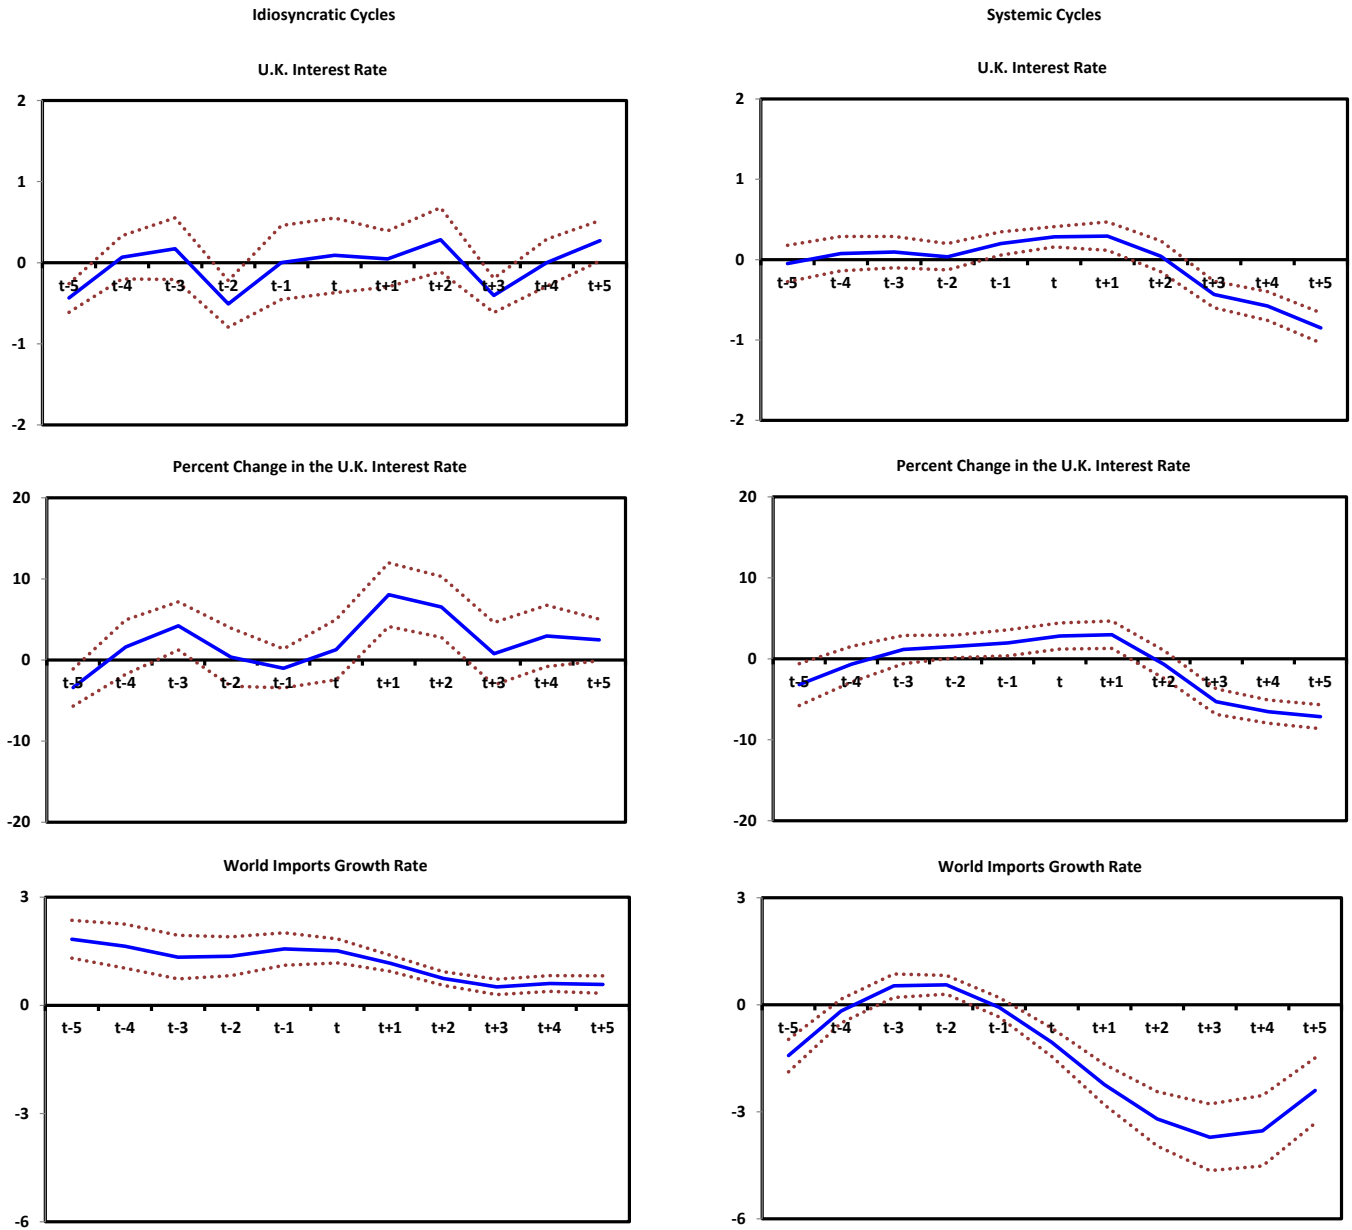 Idiosyncratic Cycles
Systemic Cycles
U.K. Interest Rate
2
1
0
-1
-2
t-5 t-4 t-3 t-2 t-1 t t+1 t+2 t+3 t+4 t+5
U.K. Interest Rate
2
1
0
-1
-2
t-5 t-4 t-3 t-2 t-1 t t+1 t+2 t+3 t+4 t+5
Percent Change in the U.K. Interest Rate
20
10
0
-10
-20
t-5 t-4 t-3 t-2 t-1 t t+1 t+2 t+3 t+4 t+5
Percent Change in the U.K. Interest Rate
20
10
0
-10
-20
t-5 t-4 t-3 t-2 t-1 t t+1 t+2 t+3 t+4 t+5
World Imports Growth Rate
3
0
-3
-6
t-5 t-4 t-3 t-2 t-1 t t+1 t+2 t+3 t+4 t+5
World Imports Growth Rate
3
0
-3
-6
t-5 t-4 t-3 t-2 t-1 t t+1 t+2 t+3 t+4 t+5